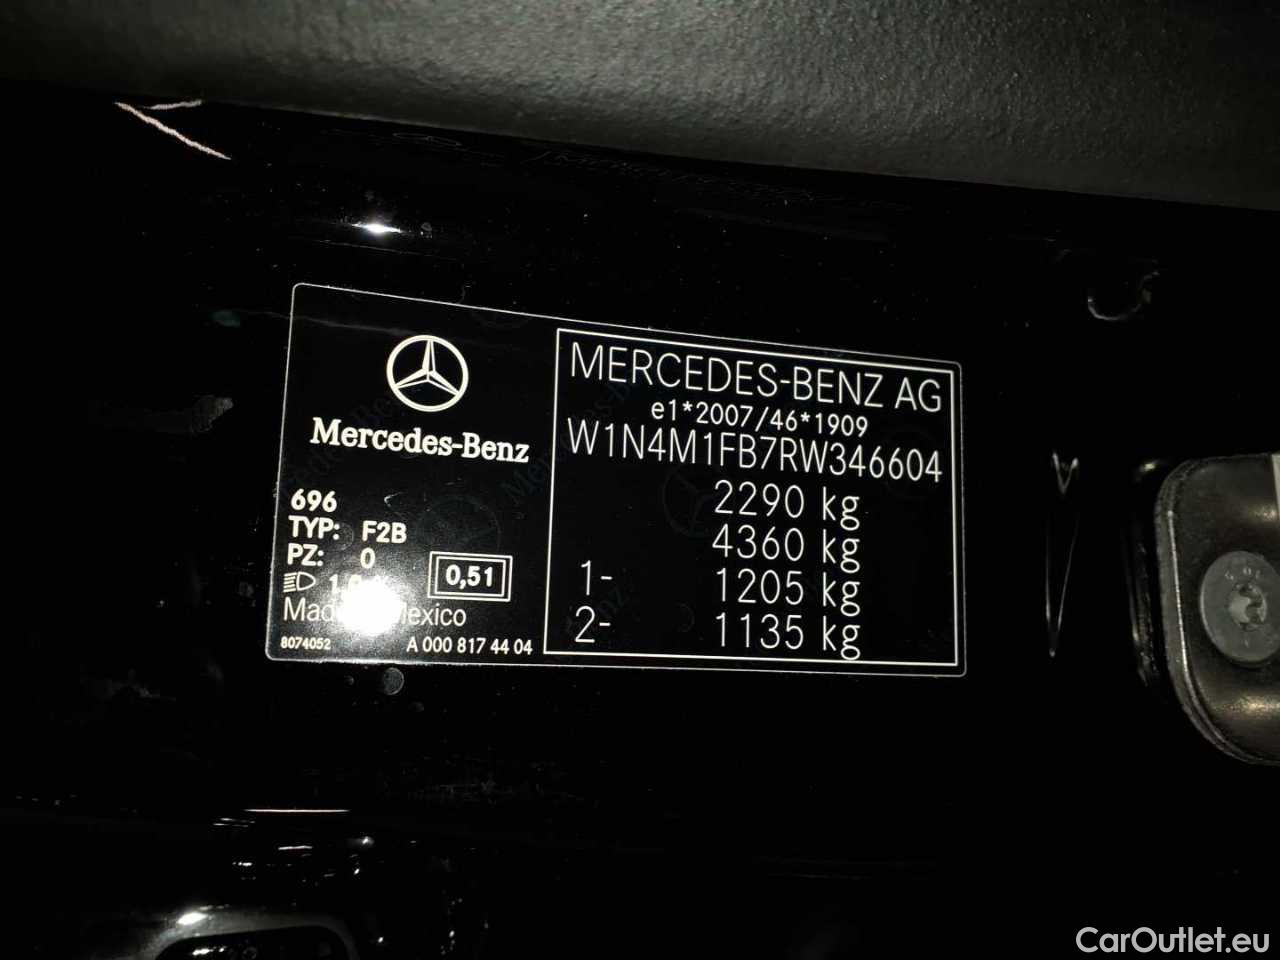 Mercedes-Benz
696
TYP: F2B
PZ: 0
0,51
Made Mexico
8074052 A 000 817 44 04
MERCEDES-BENZ AG
e1*2007/46*1909
W1N4M1FB7RW346604
2290 kg
4360 kg
1- 1205 kg
2- 1135 kg
CarOutlet.eu